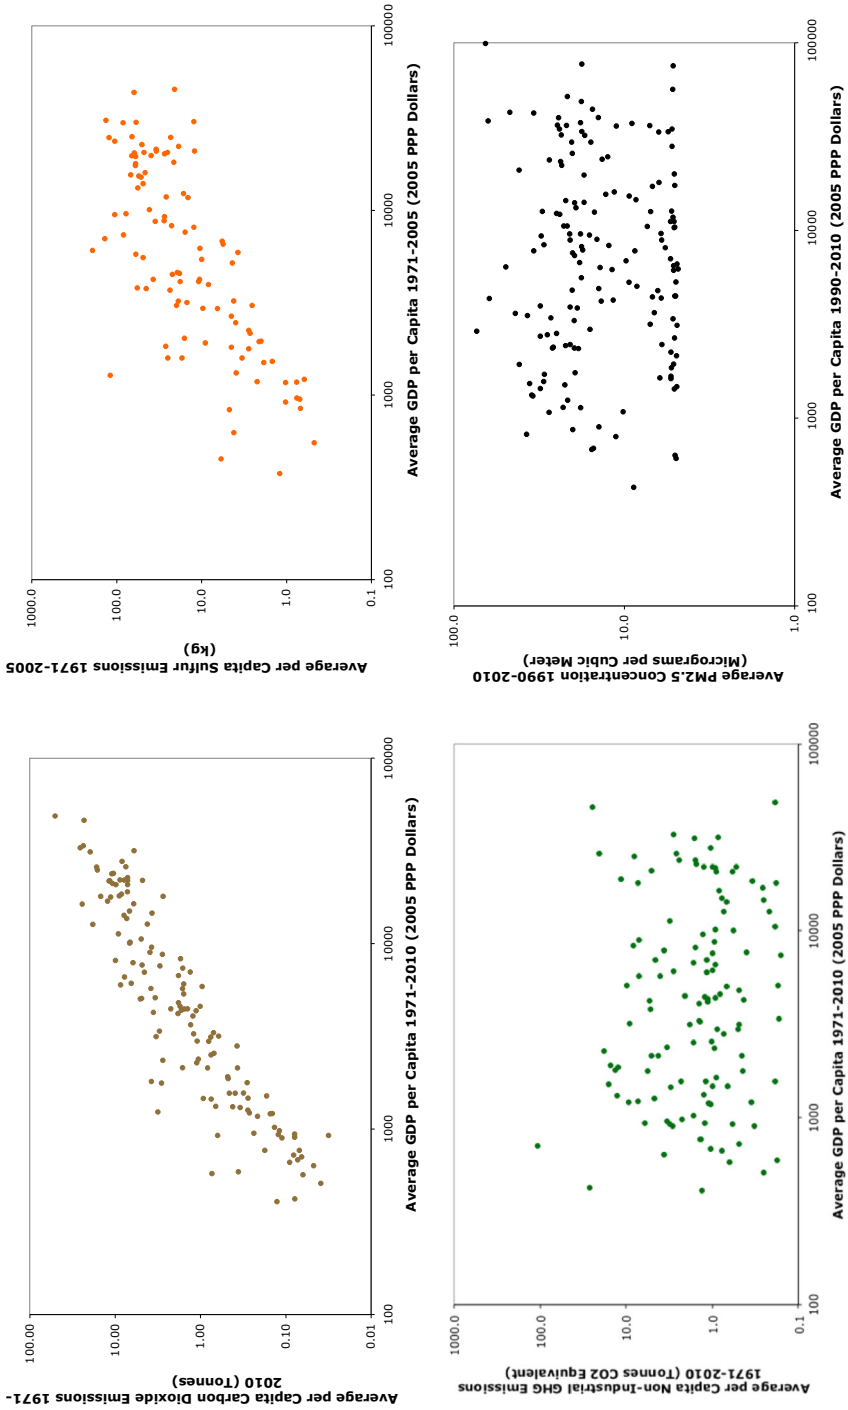 Average per Capita Carbon Dioxide Emissions 1971-
2010 (Tonnes)
100.00
10.00
1.00
0.10
0.01
100
1000
10000
100000
Average GDP per Capita 1971-2010 (2005 PPP Dollars)
Average per Capita Sulfur Emissions 1971-2005
(kg)
1000.0
100.0
10.0
1.0
0.1
100
1000
10000
100000
Average GDP per Capita 1971-2005 (2005 PPP Dollars)
Average per Capita Non-Industrial GHG Emissions
1971-2010 (Tonnes CO2 Equivalent)
1000.0
100.0
10.0
1.0
0.1
100
1000
10000
100000
Average GDP per Capita 1971-2010 (2005 PPP Dollars)
Average PM2.5 Concentration 1990-2010
(Micrograms per Cubic Meter)
100.0
10.0
1.0
100
1000
10000
100000
Average GDP per Capita 1990-2010 (2005 PPP Dollars)